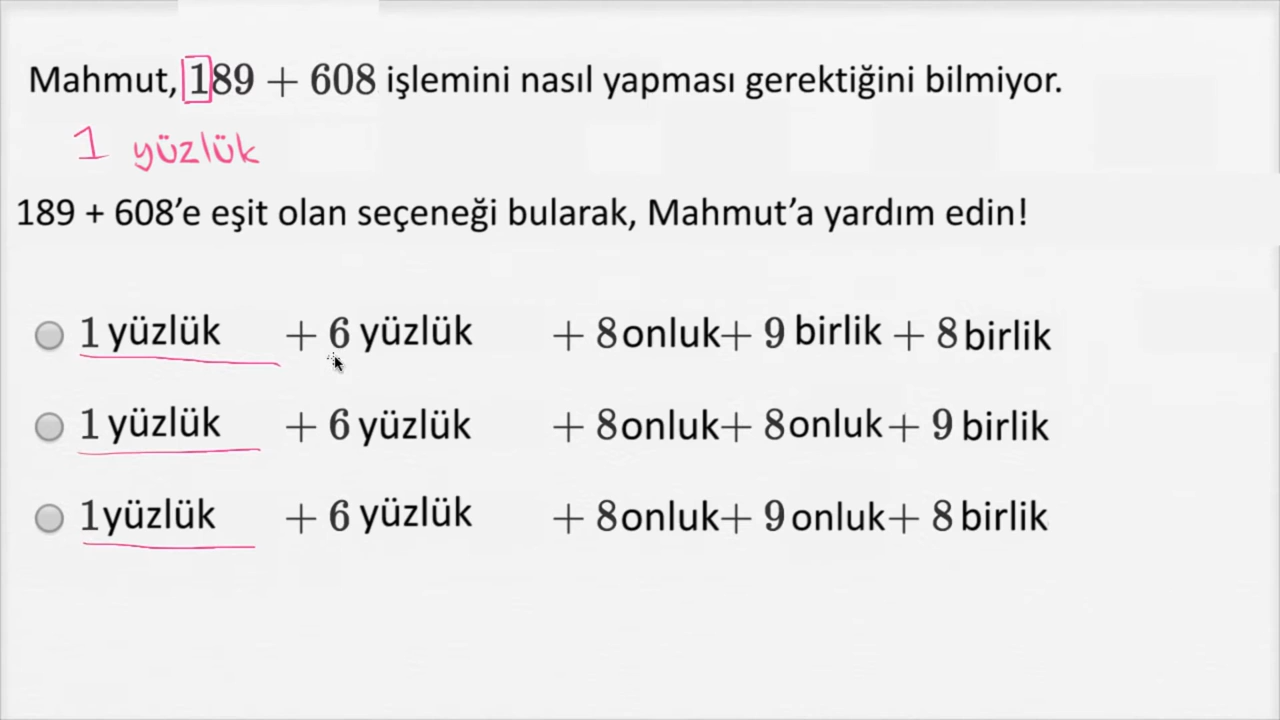 Mahmut, 189 + 608 işlemini nasıl yapması gerektiğini bilmiyor.
1 yüzlük
189 + 608’e eşit olan seçeneği bularak, Mahmut’a yardım edin!
1 yüzlük + 6 yüzlük + 8 onluk + 9 birlik + 8 birlik
1 yüzlük + 6 yüzlük + 8 onluk + 8 onluk + 9 birlik
1 yüzlük + 6 yüzlük + 8 onluk + 9 onluk + 8 birlik